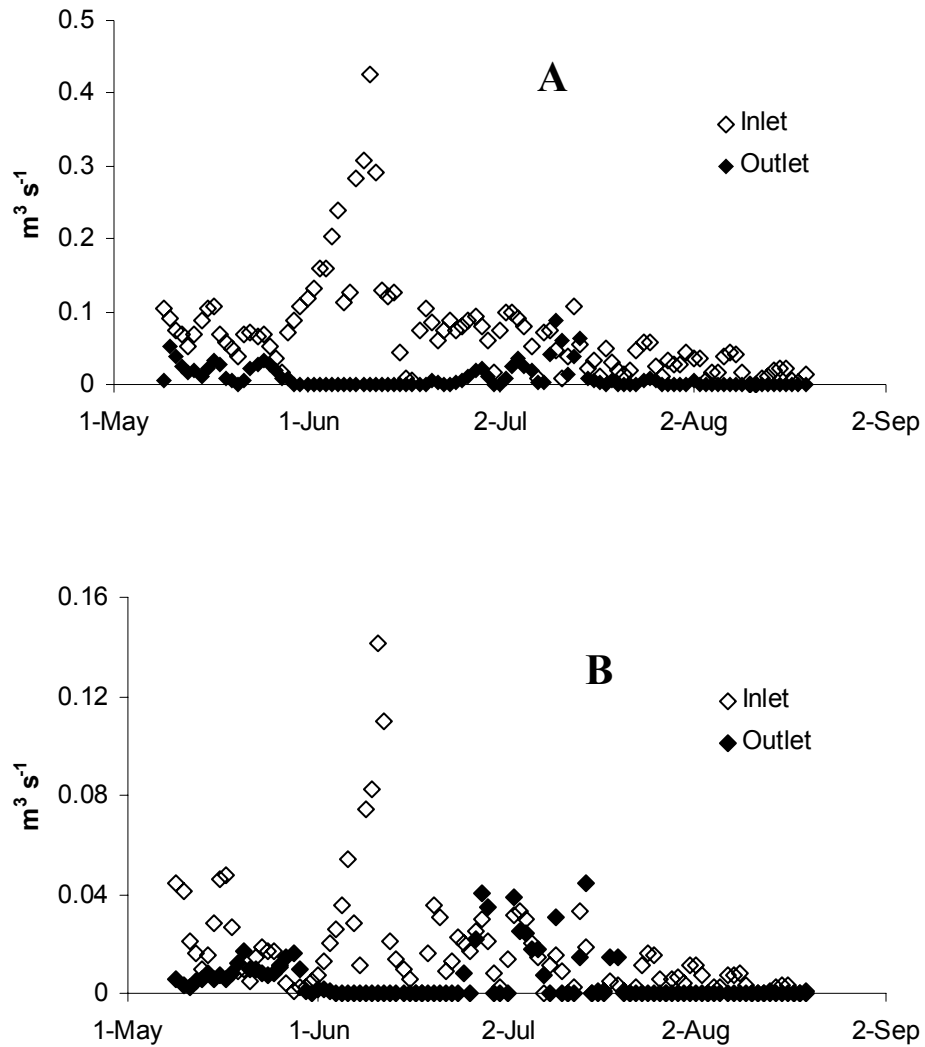 0.5
A
0.4
Inlet
Outlet
0.3
m³ s⁻¹
0.2
0.1
0
1-May 1-Jun 2-Jul 2-Aug 2-Sep
0.16
B
0.12
Inlet
Outlet
m³ s⁻¹
0.08
0.04
0
1-May 1-Jun 2-Jul 2-Aug 2-Sep